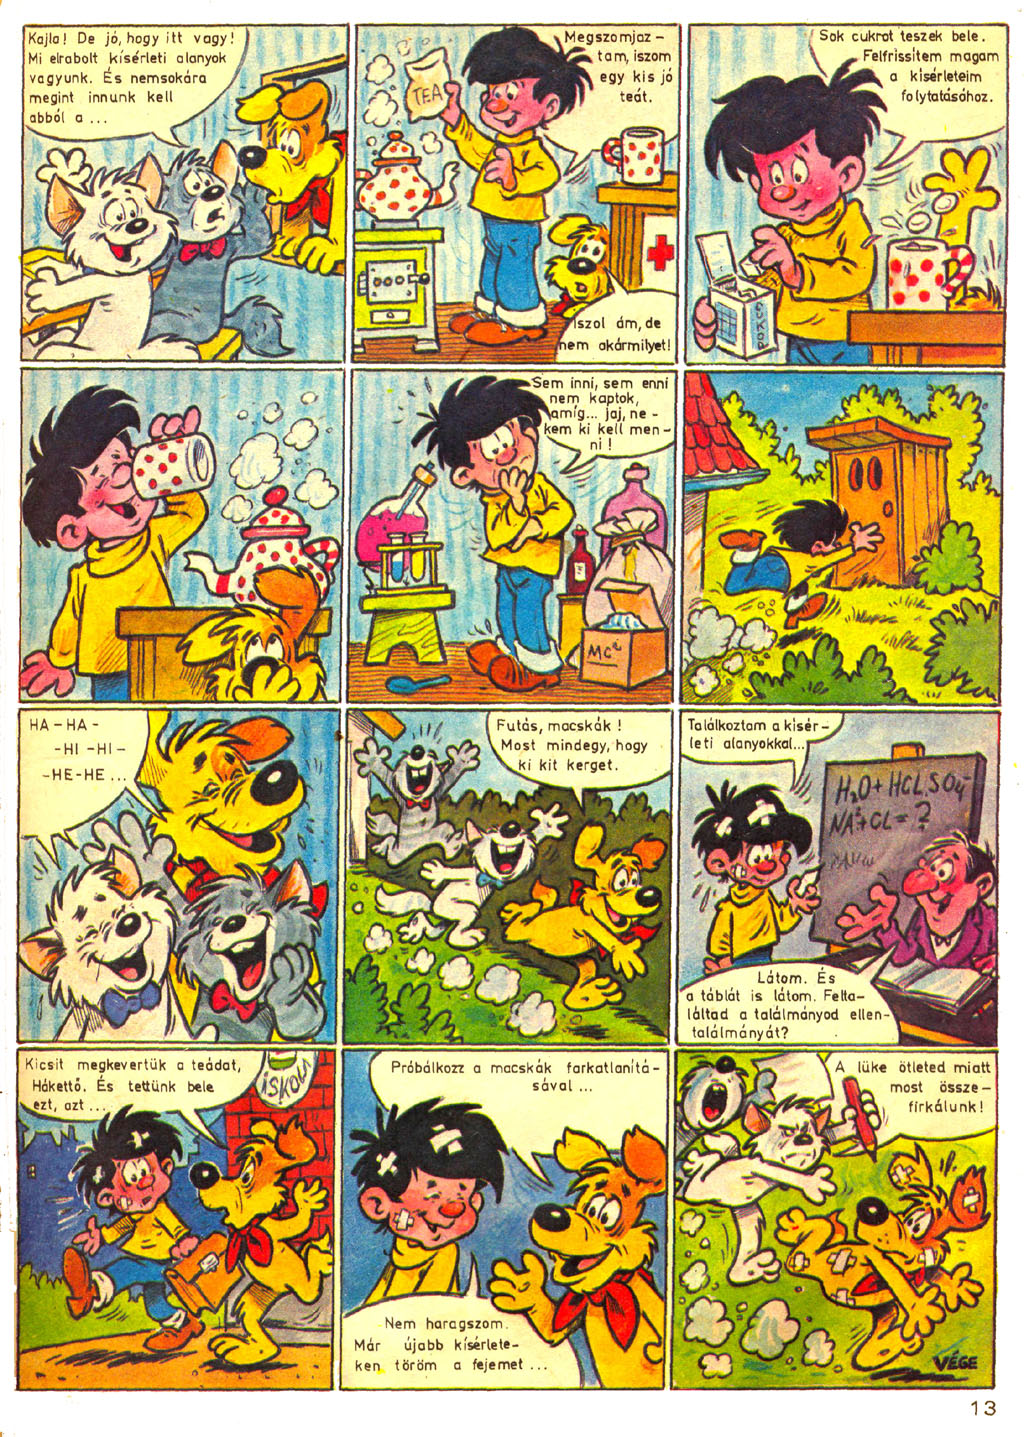 Kajla! De jó, hogy itt vagy!
Mi elrabolt kísérleti alanyok
vagyunk. És nemsokára
megint innunk kell
abból a ...
Megszomjaz-
tam, iszom
egy kis jó
teát.
TEA
Iszol ám, de
nem akármilyet!
Sok cukrot teszek bele.
Felfrissítem magam
a kísérleteim
folytatásához.
CUKOR
Sem inni, sem enni
nem kaptok,
amíg... jaj, ne-
kem ki kell men-
ni!
MC²
HA-HA-
-HI-HI-
-HE-HE...
Futás, macskák!
Most mindegy, hogy
ki kit kerget.
Találkoztam a kísér-
leti alanyokkal...
H₂O+HCL.SO₄
NA+CL=?
Látom. És
a táblát is látom. Felta-
láltad a találmányod ellen-
találmányát?
Kicsit megkevertük a teádat,
Hákettő. És tettünk bele
ezt, azt ...
ISKOLA
Próbálkozz a macskák farkatlanítá-
sával ...
Nem haragszom.
Már újabb kísérlete-
ken töröm a fejemet ...
A lüke ötleted miatt
most össze-
firkálunk!
VÉGE
13